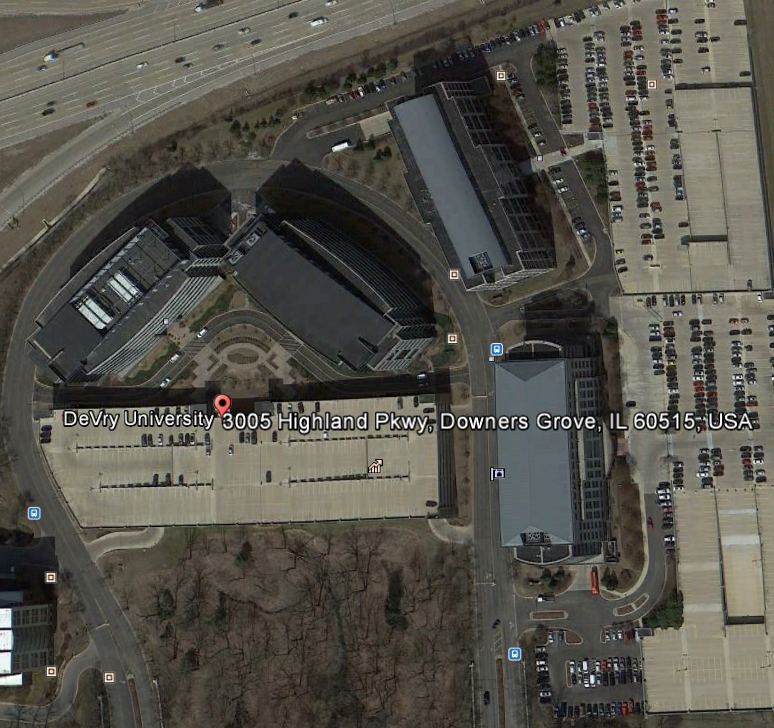 DeVry University 3005 Highland Pkwy, Downers Grove, IL 60515, USA